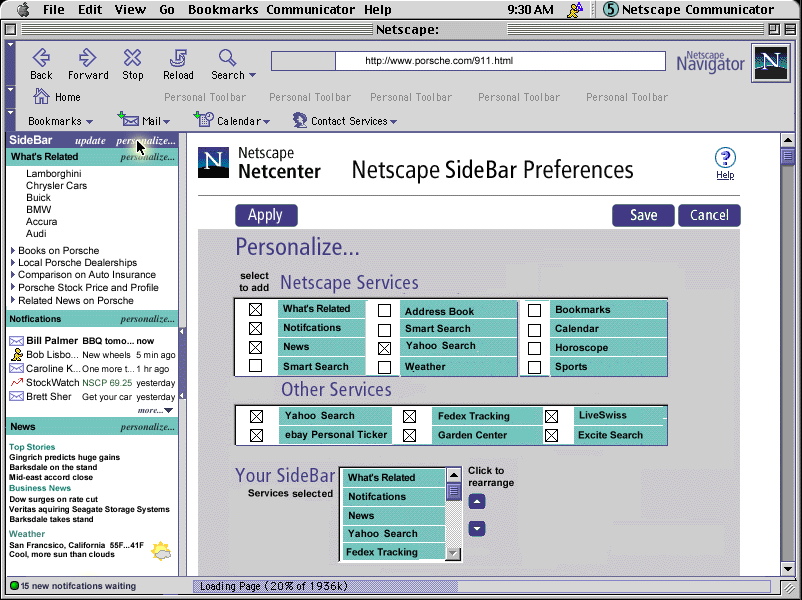 File Edit View Go Bookmarks Communicator Help 9:30 AM 5 Netscape Communicator
Netscape:
Back Forward Stop Reload Search
http://www.porsche.com/911.html
Netscape
Navigator
N
Home Personal Toolbar Personal Toolbar Personal Toolbar Personal Toolbar Personal Toolbar
Bookmarks Mail Calendar Contact Services
SideBar update personalize...
What's Related personalize...
Lamborghini
Chrysler Cars
Buick
BMW
Accura
Audi
Books on Porsche
Local Porsche Dealerships
Comparison on Auto Insurance
Porsche Stock Price and Profile
Related News on Porsche
Notfications personalize...
Bill Palmer BBQ tomo... now
Bob Lisbo... New wheels 5 min ago
Caroline K... One more t... 1 hr ago
StockWatch NSCP 69.25 yesterday
Brett Sher Get your car yesterday
more...
News personalize...
Top Stories
Gingrich predicts huge gains
Barksdale on the stand
Mid-east accord close
Business News
Dow surges on rate cut
Veritas aquiring Seagate Storage Systems
Barksdale takes stand
Weather
San Francsico, California 55F...41F
Cool, more sun than clouds
15 new notifcations waiting
N
Netscape
Netcenter
Netscape SideBar Preferences
?
Help
Apply Save Cancel
Personalize...
select
to add
Netscape Services
What's Related Address Book Bookmarks
Notifcations Smart Search Calendar
News Yahoo Search Horoscope
Smart Search Weather Sports
Other Services
Yahoo Search Fedex Tracking LiveSwiss
ebay Personal Ticker Garden Center Excite Search
Your SideBar
Services selected
What's Related
Notifcations
News
Yahoo Search
Fedex Tracking
Click to
rearrange
Loading Page (20% of 1936k)